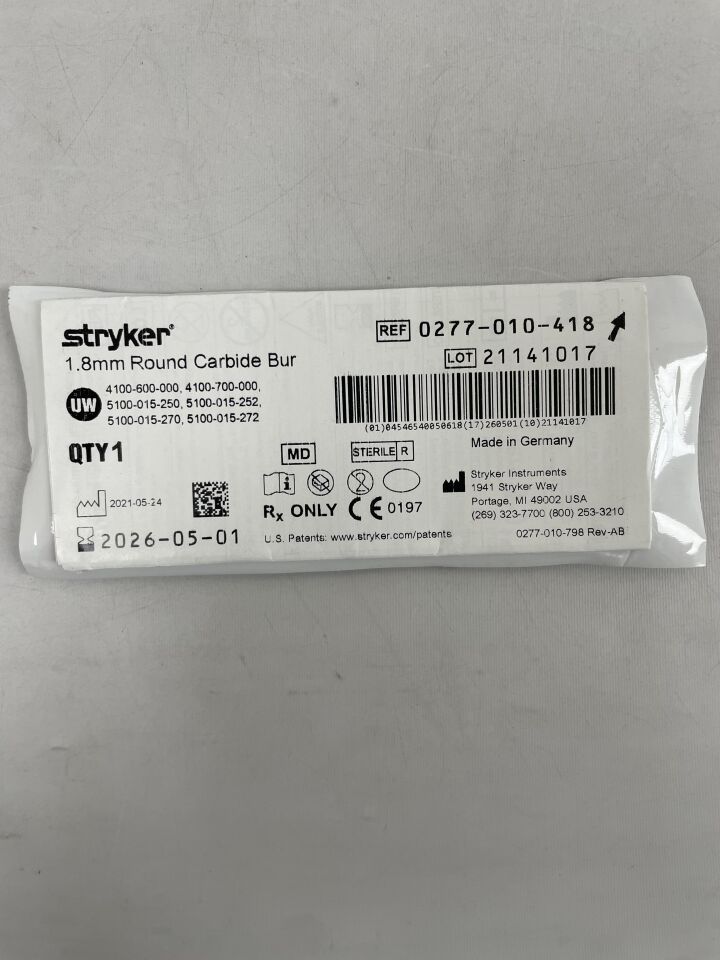 stryker®
1.8mm Round Carbide Bur
UW
4100-600-000, 4100-700-000,
5100-015-250, 5100-015-252,
5100-015-270, 5100-015-272
QTY 1
2021-05-24
2026-05-01
REF 0277-010-418
LOT 21141017
(01)04546540050618(17)260501(10)21141017
Made in Germany
MD
STERILE R
Rx ONLY CE 0197
U.S. Patents: www.stryker.com/patents
Stryker Instruments
1941 Stryker Way
Portage, MI 49002 USA
(269) 323-7700 (800) 253-3210
0277-010-798 Rev-AB